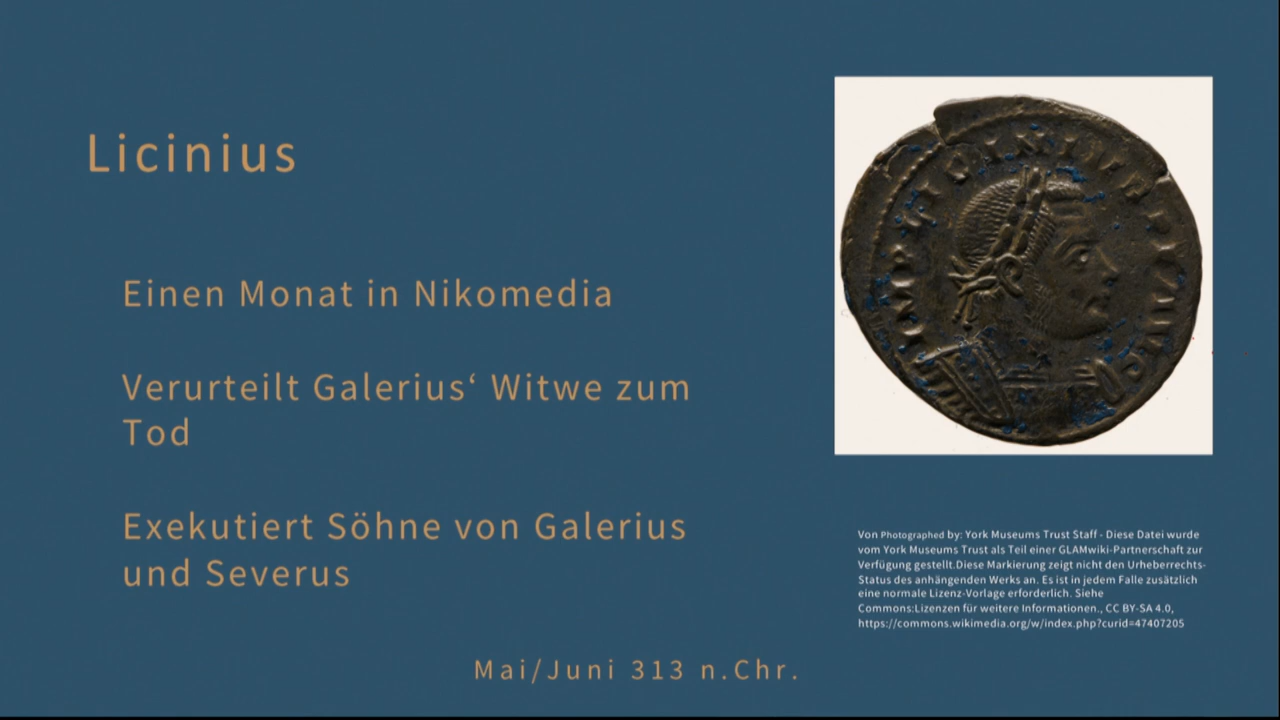 Licinius
Einen Monat in Nikomedia
Verurteilt Galerius‘ Witwe zum
Tod
Exekutiert Söhne von Galerius
und Severus
Mai/Juni 313 n.Chr.
IMP LICINIVS P F AVG
Von Photographed by: York Museums Trust Staff - Diese Datei wurde
vom York Museums Trust als Teil einer GLAMwiki-Partnerschaft zur
Verfügung gestellt.Diese Markierung zeigt nicht den Urheberrechts-
Status des anhängenden Werks an. Es ist in jedem Falle zusätzlich
eine normale Lizenz-Vorlage erforderlich. Siehe
Commons:Lizenzen für weitere Informationen., CC BY-SA 4.0,
https://commons.wikimedia.org/w/index.php?curid=47407205